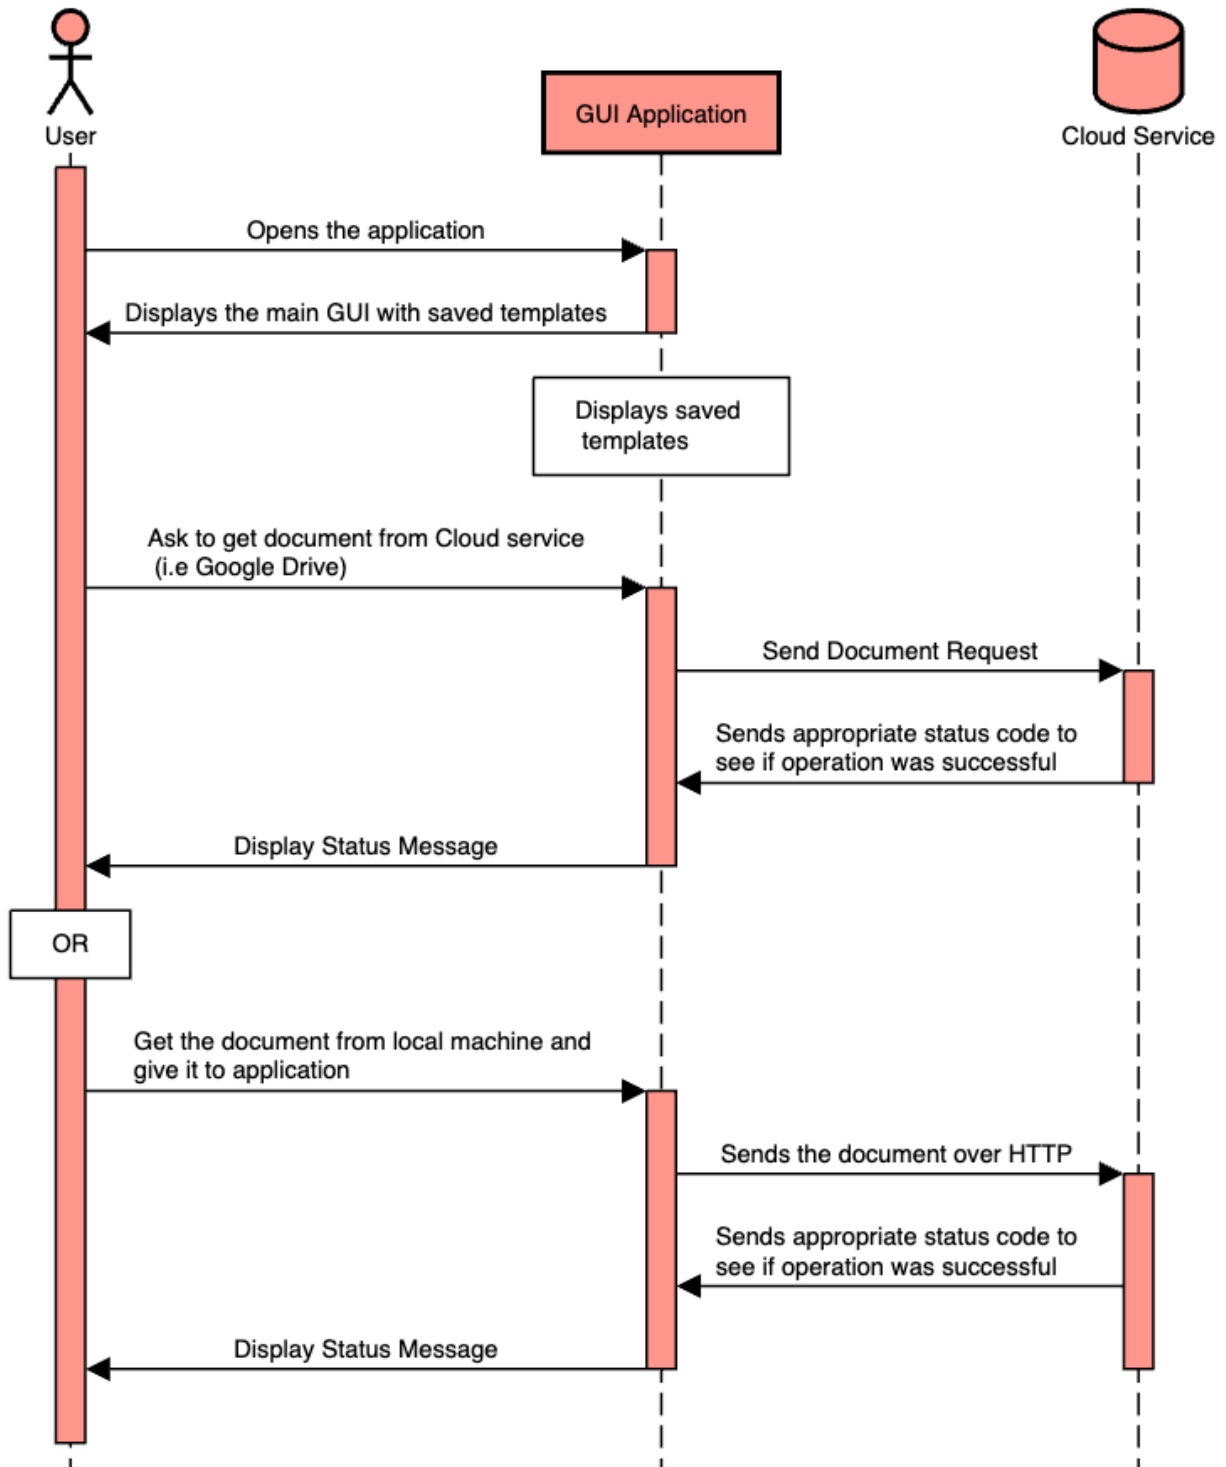 User
GUI Application
Cloud Service
Opens the application
Displays the main GUI with saved templates
Displays saved
templates
Ask to get document from Cloud service
(i.e Google Drive)
Send Document Request
Sends appropriate status code to
see if operation was successful
Display Status Message
OR
Get the document from local machine and
give it to application
Sends the document over HTTP
Sends appropriate status code to
see if operation was successful
Display Status Message